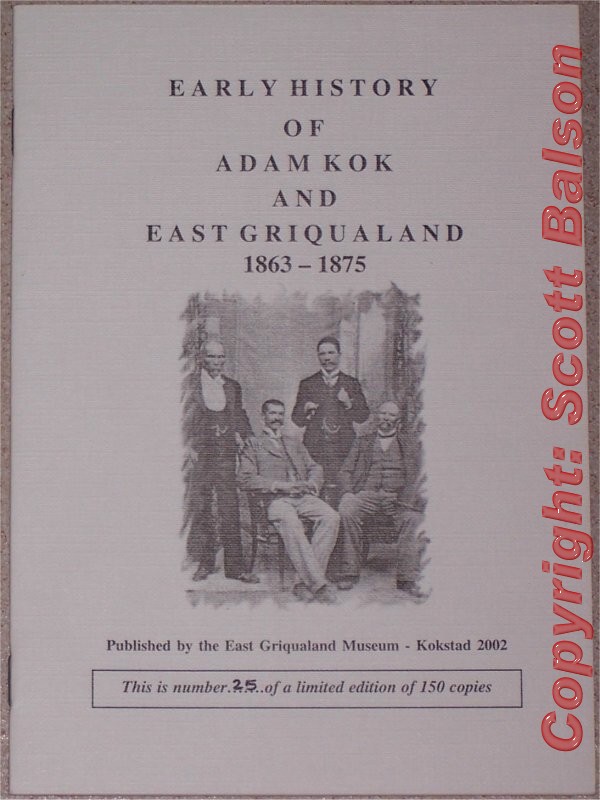 EARLY HISTORY
OF
ADAM KOK
AND
EAST GRIQUALAND
1863 – 1875
Published by the East Griqualand Museum - Kokstad 2002
This is number.25..of a limited edition of 150 copies
Copyright: Scott Balson